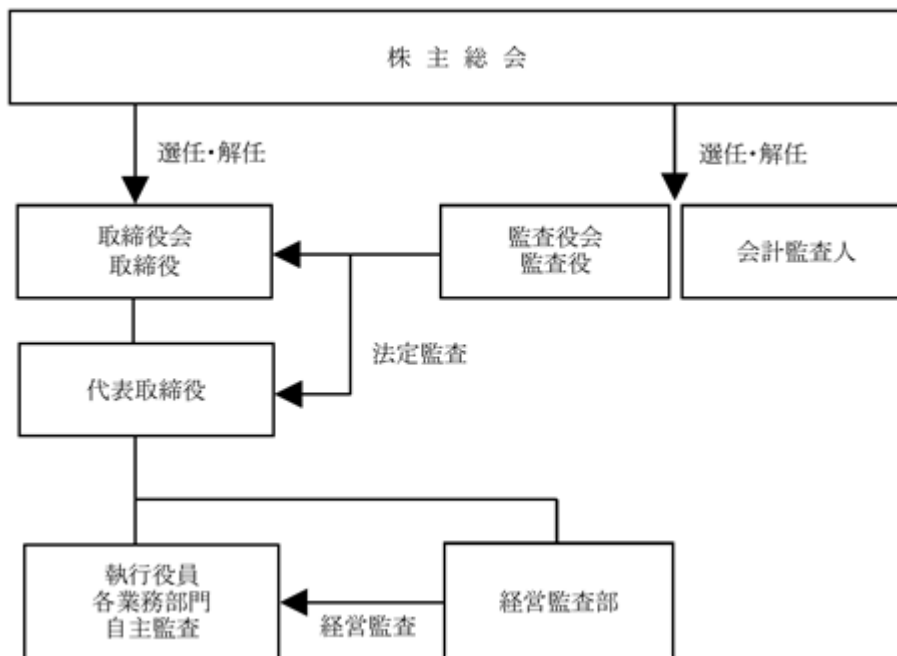 株主総会
選任・解任
選任・解任
取締役会
取締役
監査役会
監査役
会計監査人
法定監査
代表取締役
執行役員
各業務部門
自主監査
経営監査
経営監査部